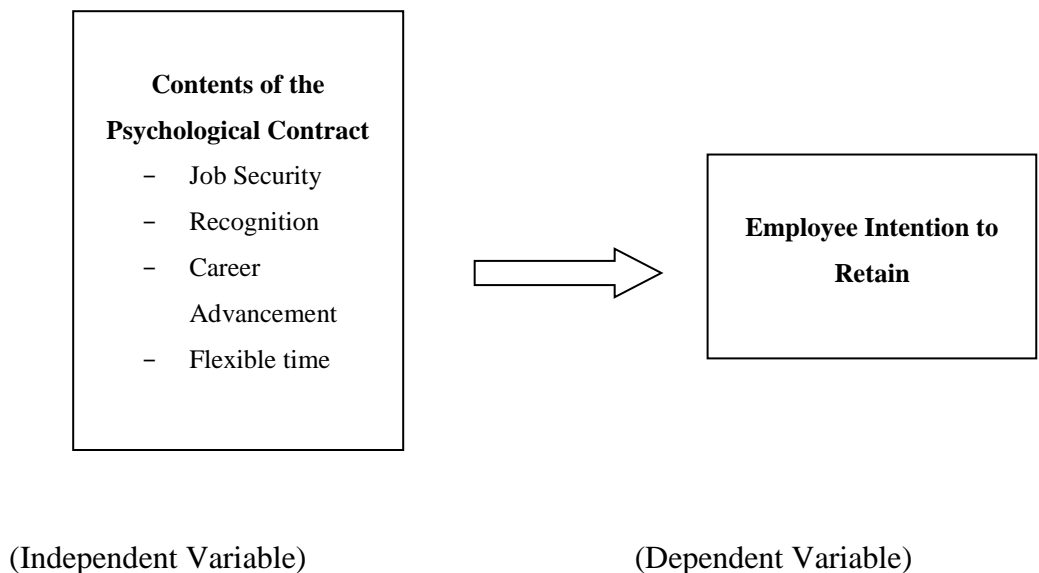 Contents of the
Psychological Contract
- Job Security
- Recognition
- Career
Advancement
- Flexible time
Employee Intention to
Retain
(Independent Variable)
(Dependent Variable)